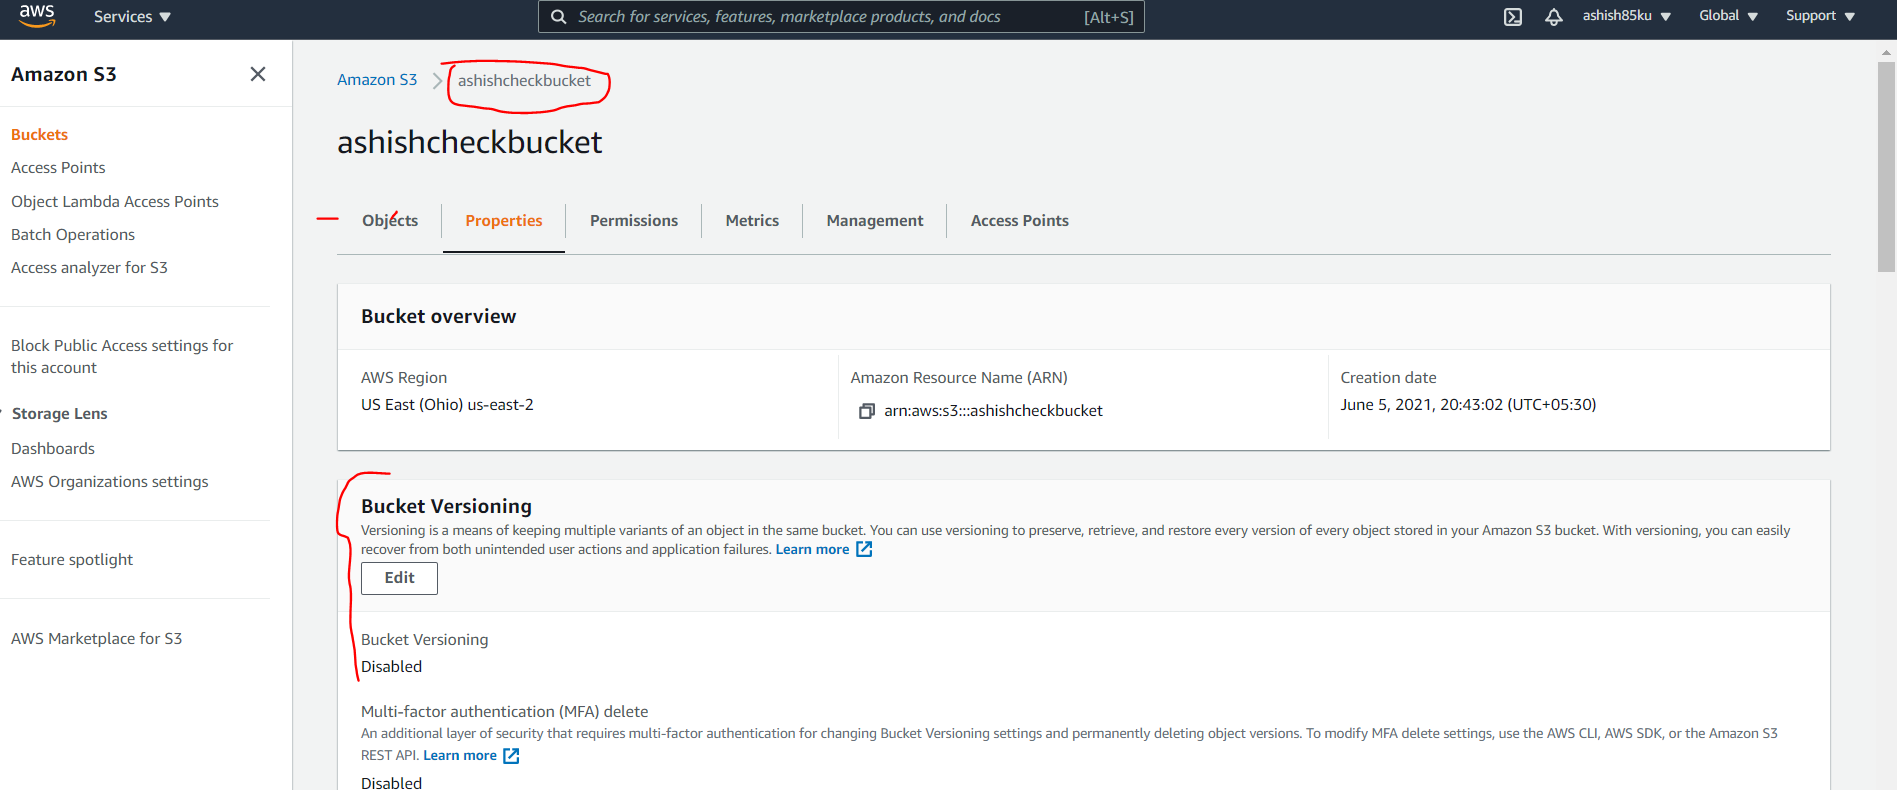 aws
Services
Search for services, features, marketplace products, and docs [Alt+S]
ashish85ku
Global
Support
Amazon S3
Buckets
Access Points
Object Lambda Access Points
Batch Operations
Access analyzer for S3
Block Public Access settings for
this account
Storage Lens
Dashboards
AWS Organizations settings
Feature spotlight
AWS Marketplace for S3
Amazon S3 > ashishcheckbucket
ashishcheckbucket
Objects Properties Permissions Metrics Management Access Points
Bucket overview
AWS Region
US East (Ohio) us-east-2
Amazon Resource Name (ARN)
arn:aws:s3:::ashishcheckbucket
Creation date
June 5, 2021, 20:43:02 (UTC+05:30)
Bucket Versioning
Versioning is a means of keeping multiple variants of an object in the same bucket. You can use versioning to preserve, retrieve, and restore every version of every object stored in your Amazon S3 bucket. With versioning, you can easily
recover from both unintended user actions and application failures. Learn more
Edit
Bucket Versioning
Disabled
Multi-factor authentication (MFA) delete
An additional layer of security that requires multi-factor authentication for changing Bucket Versioning settings and permanently deleting object versions. To modify MFA delete settings, use the AWS CLI, AWS SDK, or the Amazon S3
REST API. Learn more
Disabled